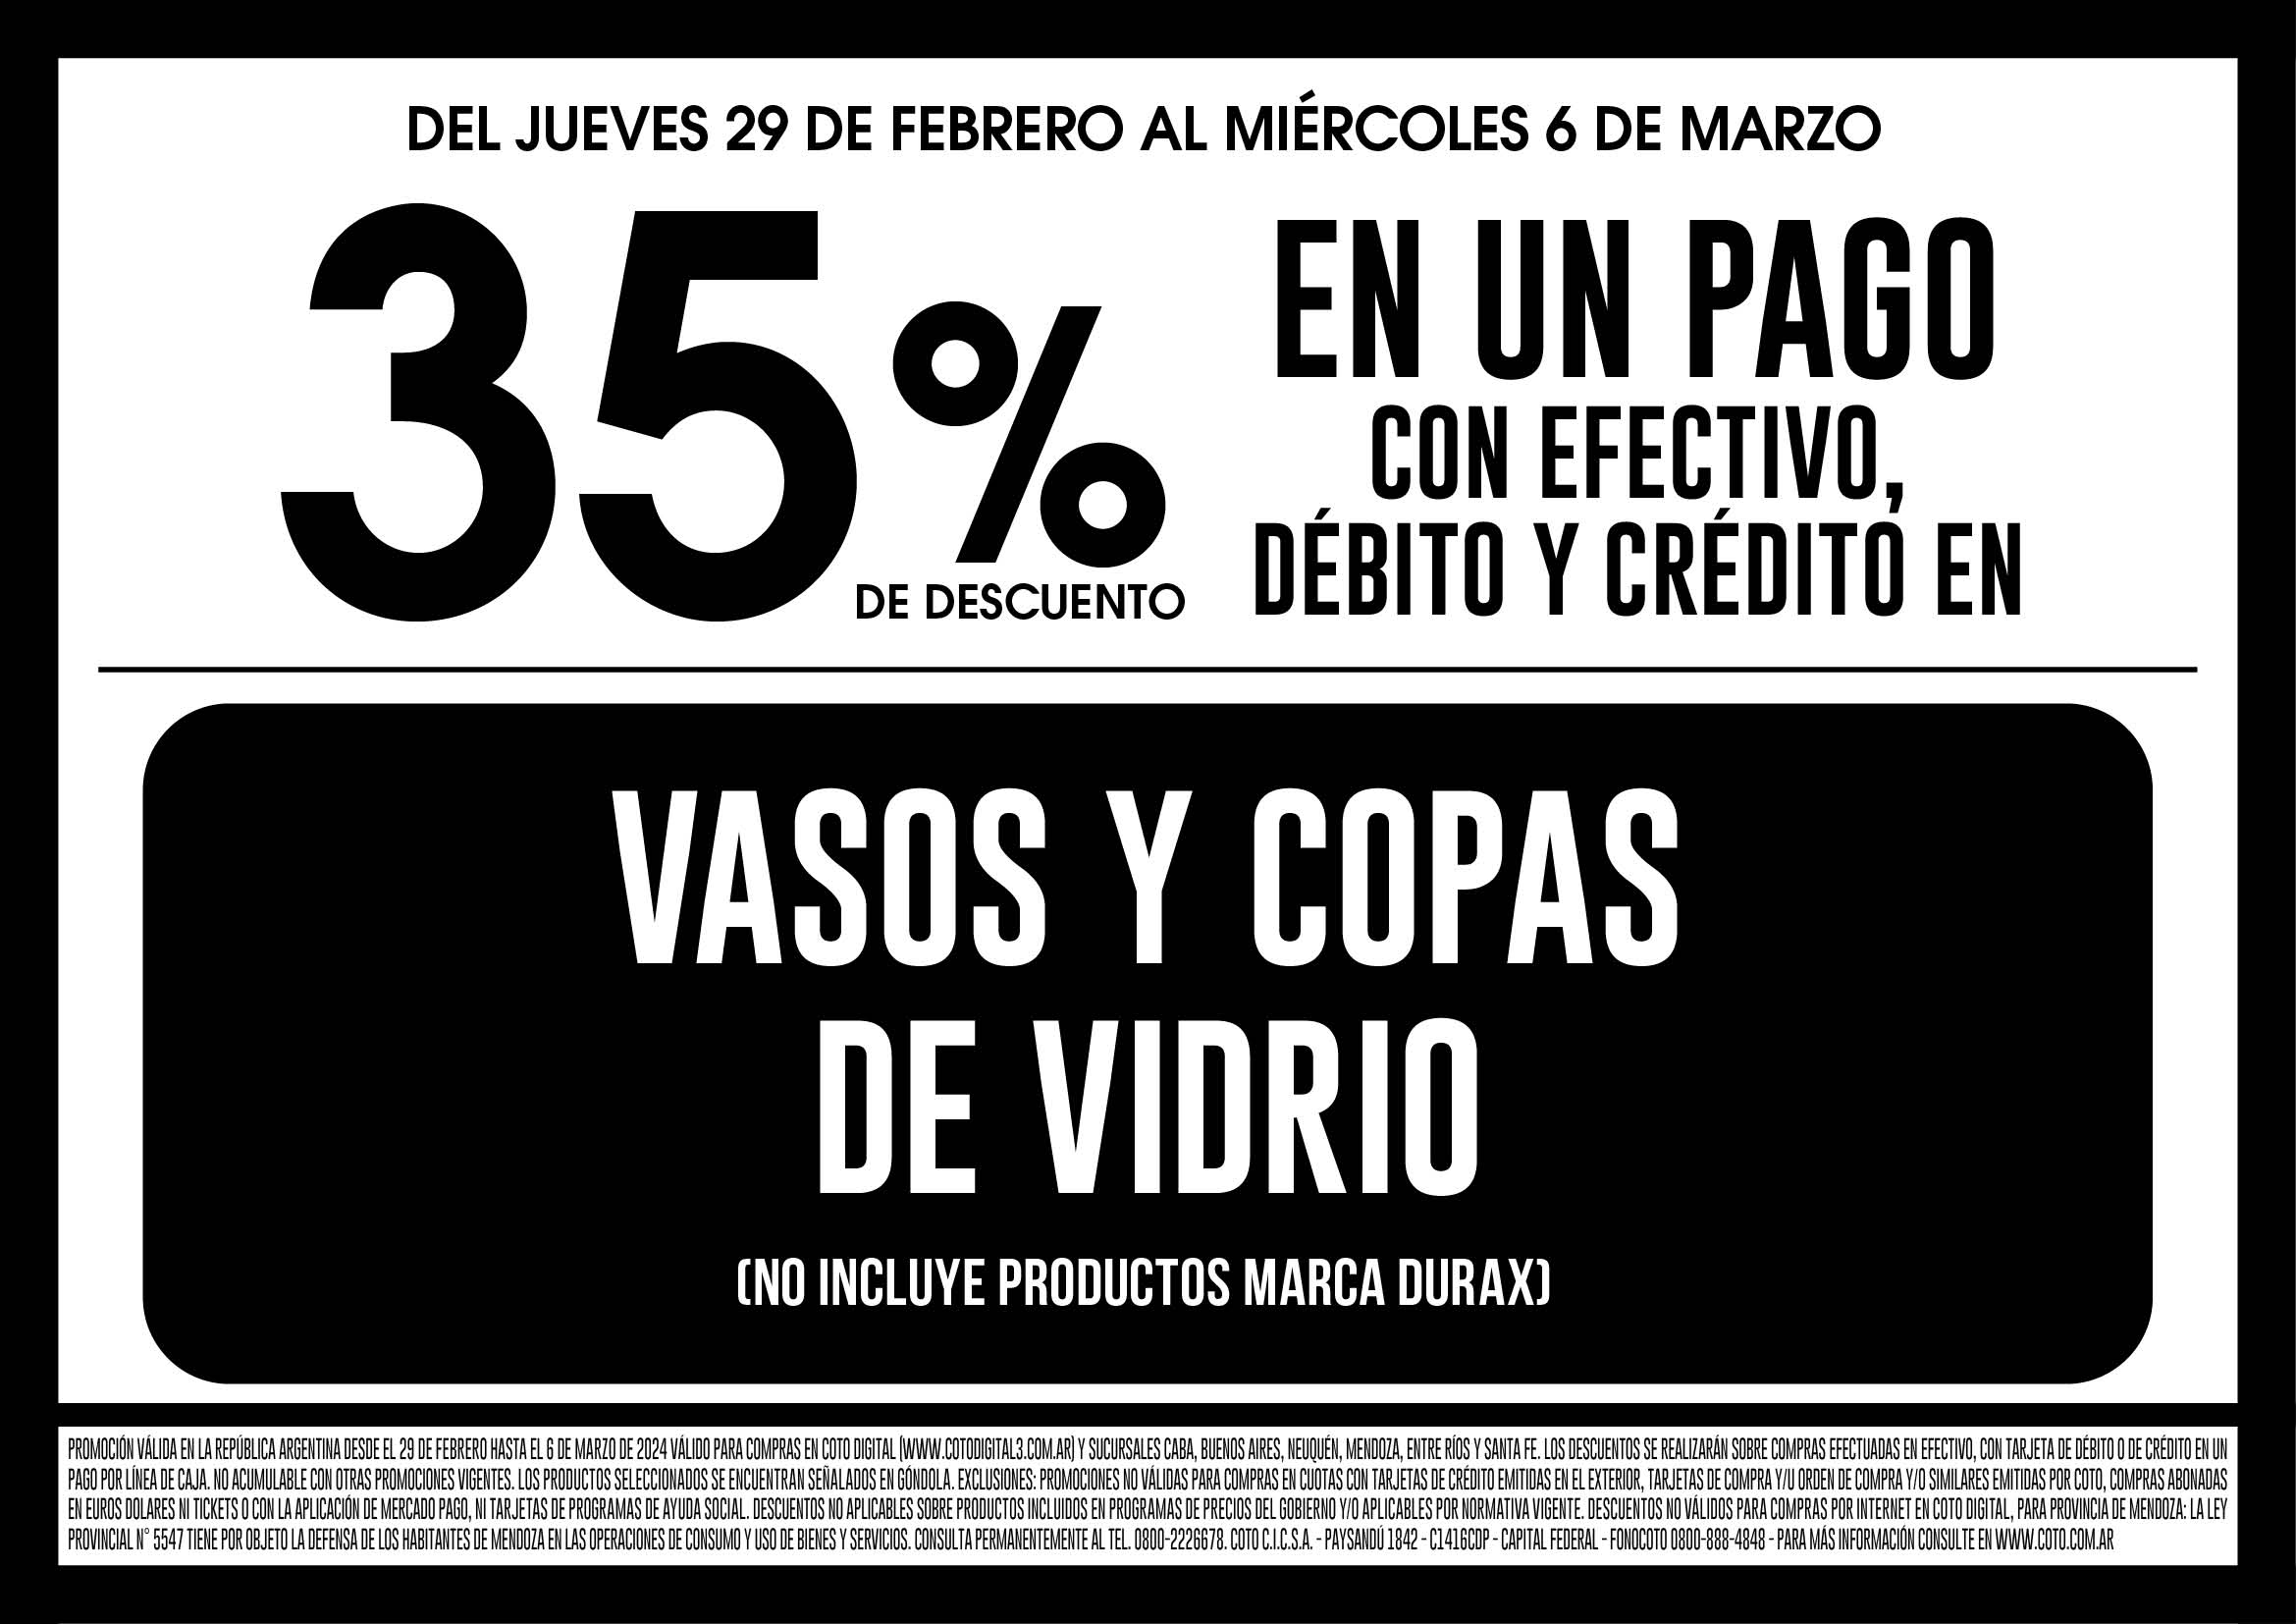 DEL JUEVES 29 DE FEBRERO AL MIÉRCOLES 6 DE MARZO
35%
DE DESCUENTO
EN UN PAGO
CON EFECTIVO,
DÉBITO Y CRÉDITO EN
VASOS Y COPAS
DE VIDRIO
(NO INCLUYE PRODUCTOS MARCA DURAX)
PROMOCIÓN VÁLIDA EN LA REPÚBLICA ARGENTINA DESDE EL 29 DE FEBRERO HASTA EL 6 DE MARZO DE 2024 VÁLIDO PARA COMPRAS EN COTO DIGITAL (WWW.COTODIGITAL3.COM.AR) Y SUCURSALES CABA, BUENOS AIRES, NEUQUÉN, MENDOZA, ENTRE RÍOS Y SANTA FE. LOS DESCUENTOS SE REALIZARÁN SOBRE COMPRAS EFECTUADAS EN EFECTIVO, CON TARJETA DE DÉBITO O DE CRÉDITO EN UN
PAGO POR LÍNEA DE CAJA. NO ACUMULABLE CON OTRAS PROMOCIONES VIGENTES. LOS PRODUCTOS SELECCIONADOS SE ENCUENTRAN SEÑALADOS EN GÓNDOLA. EXCLUSIONES: PROMOCIONES NO VÁLIDAS PARA COMPRAS EN CUOTAS CON TARJETAS DE CRÉDITO EMITIDAS EN EL EXTERIOR, TARJETAS DE COMPRA Y/U ORDEN DE COMPRA Y/O SIMILARES EMITIDAS POR COTO, COMPRAS ABONADAS
EN EUROS DOLARES NI TICKETS O CON LA APLICACIÓN DE MERCADO PAGO, NI TARJETAS DE PROGRAMAS DE AYUDA SOCIAL. DESCUENTOS NO APLICABLES SOBRE PRODUCTOS INCLUIDOS EN PROGRAMAS DE PRECIOS DEL GOBIERNO Y/O APLICABLES POR NORMATIVA VIGENTE. DESCUENTOS NO VÁLIDOS PARA COMPRAS POR INTERNET EN COTO DIGITAL, PARA PROVINCIA DE MENDOZA: LA LEY
PROVINCIAL N° 5547 TIENE POR OBJETO LA DEFENSA DE LOS HABITANTES DE MENDOZA EN LAS OPERACIONES DE CONSUMO Y USO DE BIENES Y SERVICIOS. CONSULTA PERMANENTEMENTE AL TEL. 0800-2226678. COTO C.I.C.S.A. - PAYSANDÚ 1842 - C1416CDP - CAPITAL FEDERAL - FONOCOTO 0800-888-4848 - PARA MÁS INFORMACIÓN CONSULTE EN WWW.COTO.COM.AR